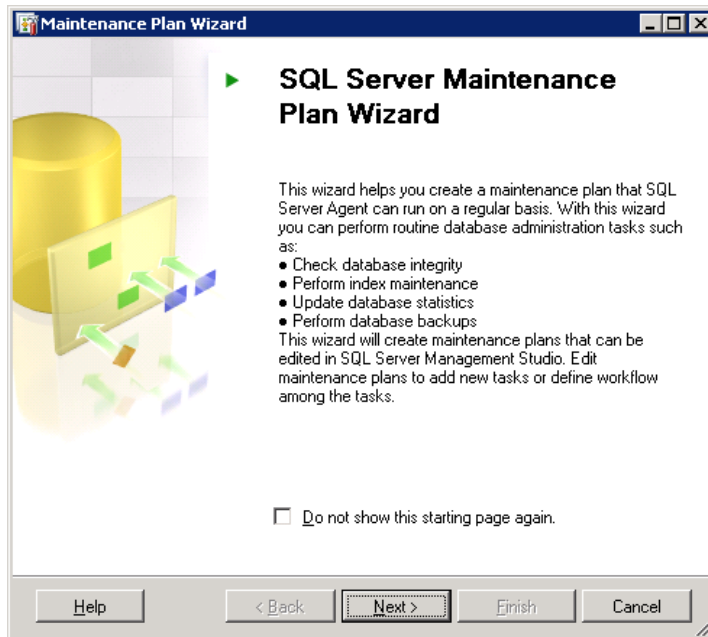 Maintenance Plan Wizard
SQL Server Maintenance
Plan Wizard
This wizard helps you create a maintenance plan that SQL
Server Agent can run on a regular basis. With this wizard
you can perform routine database administration tasks such
as:
● Check database integrity
● Perform index maintenance
● Update database statistics
● Perform database backups
This wizard will create maintenance plans that can be
edited in SQL Server Management Studio. Edit
maintenance plans to add new tasks or define workflow
among the tasks.
Do not show this starting page again.
Help < Back Next > Finish Cancel